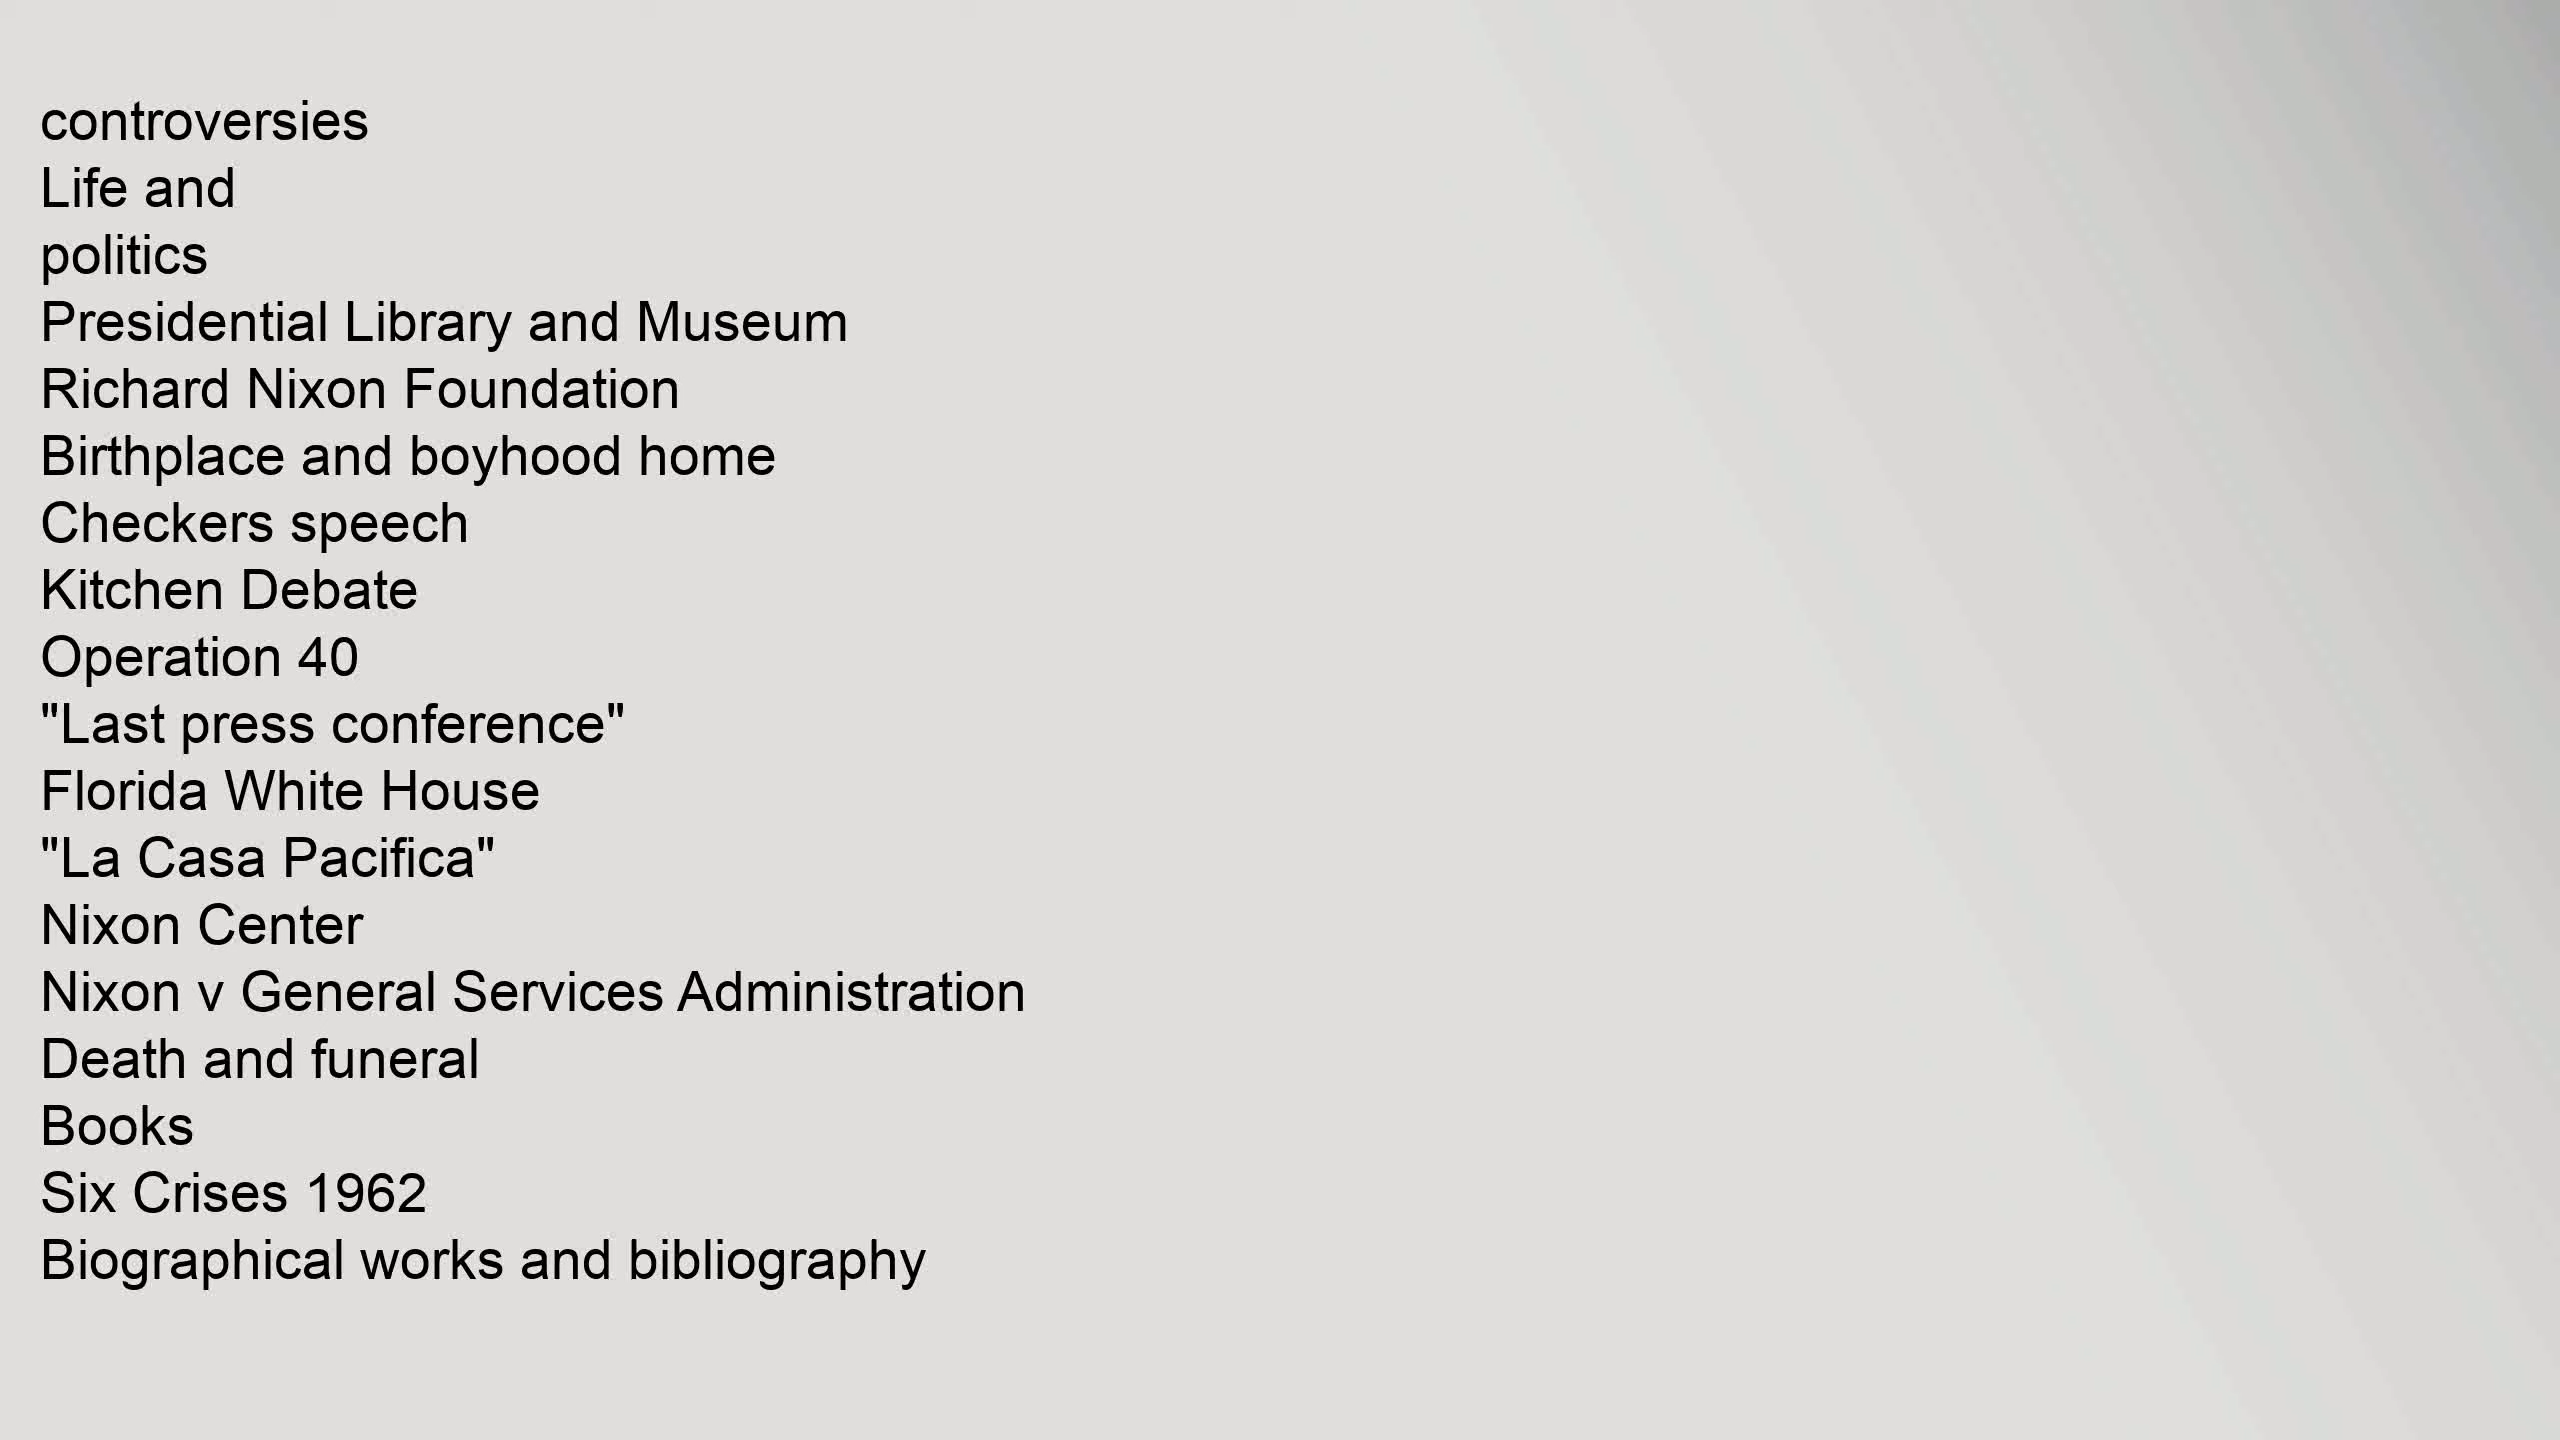 controversies
Life and
politics
Presidential Library and Museum
Richard Nixon Foundation
Birthplace and boyhood home
Checkers speech
Kitchen Debate
Operation 40
"Last press conference"
Florida White House
"La Casa Pacifica"
Nixon Center
Nixon v General Services Administration
Death and funeral
Books
Six Crises 1962
Biographical works and bibliography